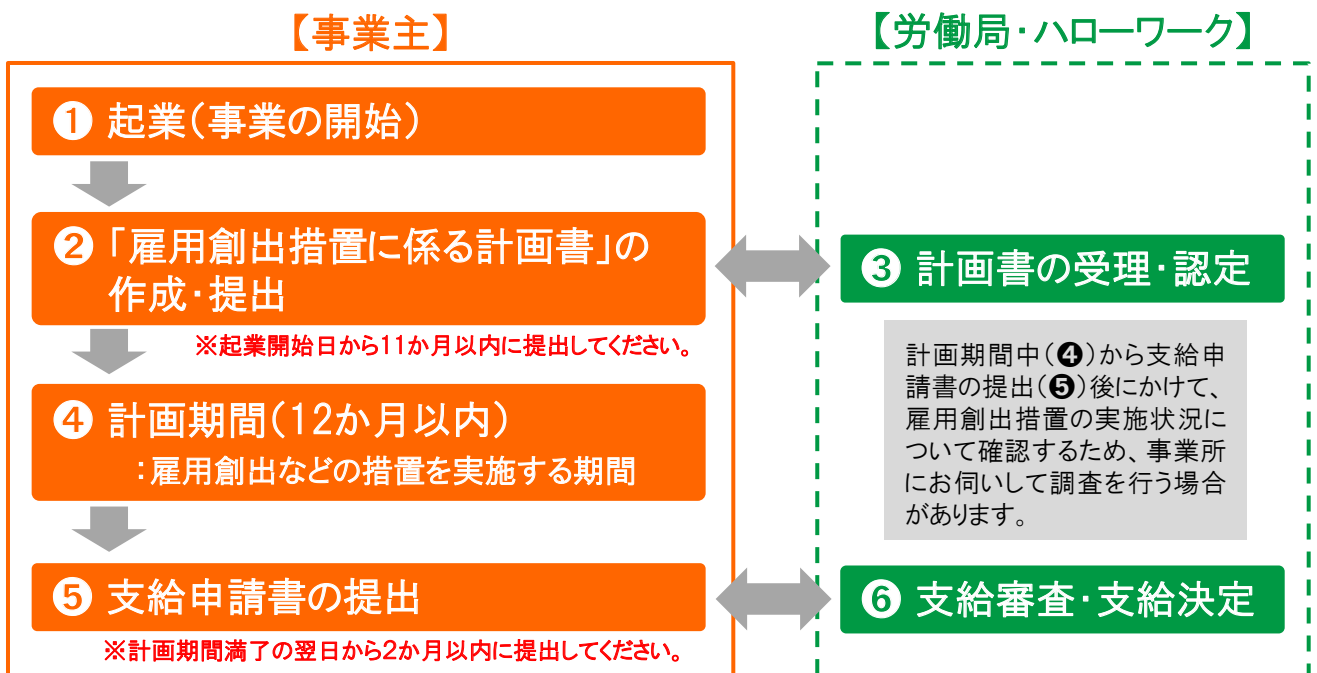 【事業主】
【労働局・ハローワーク】
❶ 起業(事業の開始)
❷ 「雇用創出措置に係る計画書」の
作成・提出
※起業開始日から11か月以内に提出してください。
❸ 計画書の受理・認定
計画期間中(❹)から支給申
請書の提出(❺)後にかけて、
雇用創出措置の実施状況に
ついて確認するため、事業所
にお伺いして調査を行う場合
があります。
❹ 計画期間(12か月以内)
:雇用創出などの措置を実施する期間
❺ 支給申請書の提出
※計画期間満了の翌日から2か月以内に提出してください。
❻ 支給審査・支給決定